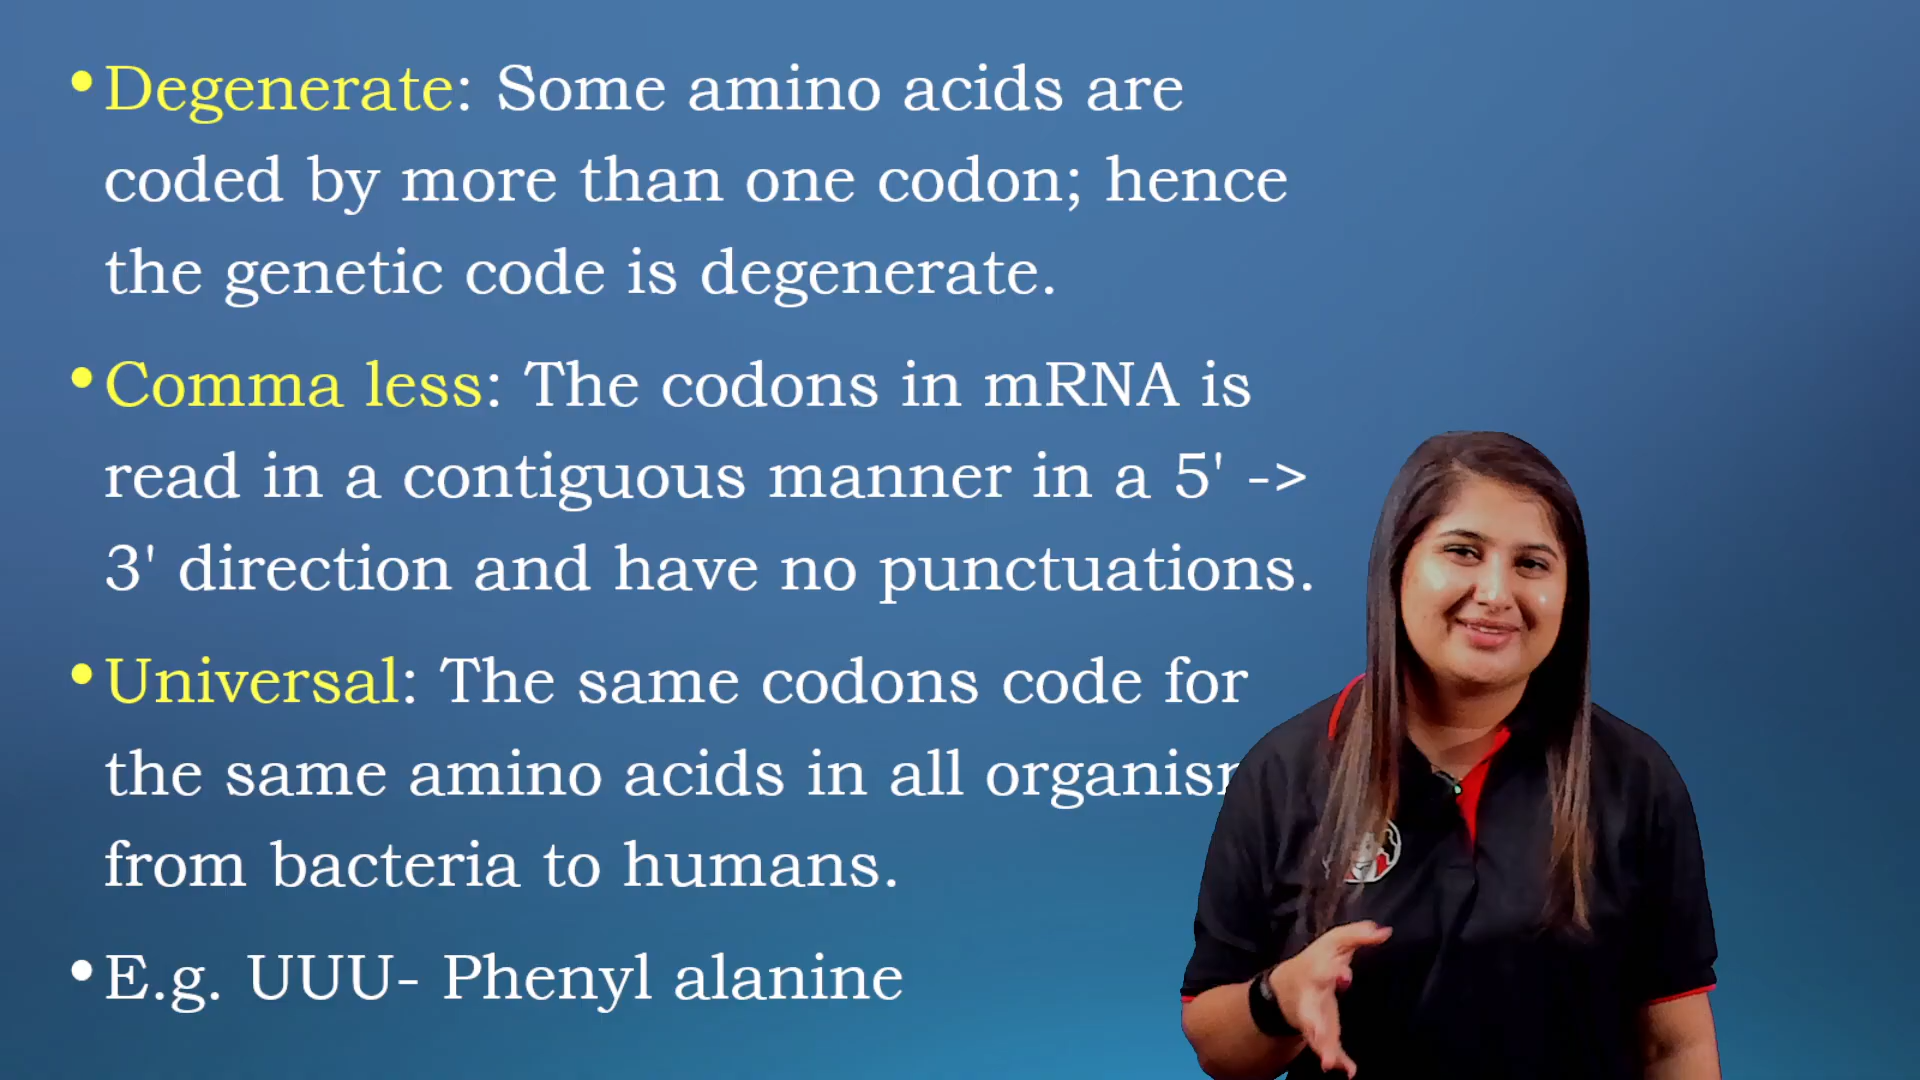 • Degenerate: Some amino acids are
coded by more than one codon; hence
the genetic code is degenerate.
• Comma less: The codons in mRNA is
read in a contiguous manner in a 5' ->
3' direction and have no punctuations.
• Universal: The same codons code for
the same amino acids in all
from bacteria to humans.
• E.g. UUU- Phenyl alanine